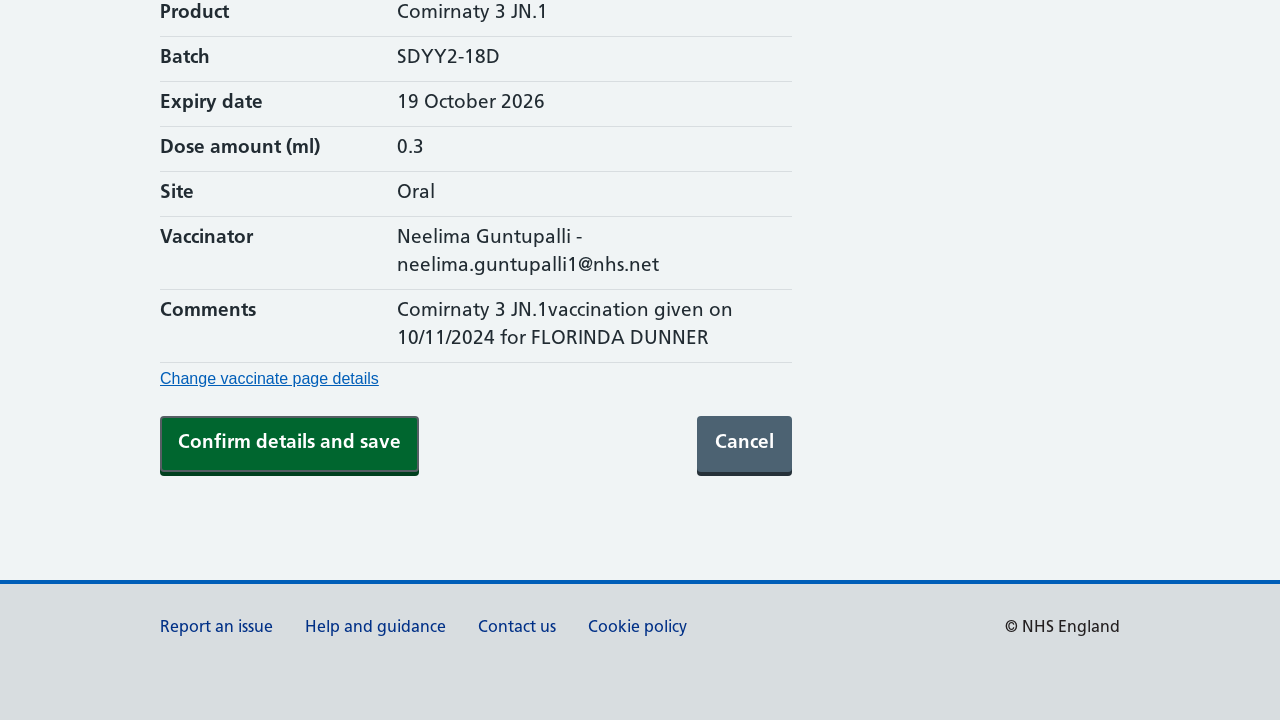 Product Comirnaty 3 JN.1
Batch SDYY2-18D
Expiry date 19 October 2026
Dose amount (ml) 0.3
Site Oral
Vaccinator Neelima Guntupalli -
neelima.guntupalli1@nhs.net
Comments Comirnaty 3 JN.1vaccination given on
10/11/2024 for FLORINDA DUNNER
Change vaccinate page details
Confirm details and save Cancel
Report an issue Help and guidance Contact us Cookie policy © NHS England